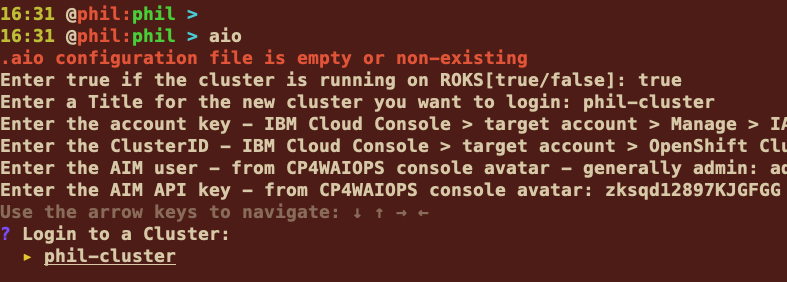 16:31 @phil:phil >
16:31 @phil:phil > aio
.aio configuration file is empty or non-existing
Enter true if the cluster is running on ROKS[true/false]: true
Enter a Title for the new cluster you want to login: phil-cluster
Enter the account key – IBM Cloud Console > target account > Manage > IA
Enter the ClusterID – IBM Cloud Console > target account > OpenShift Clu
Enter the AIM user – from CP4WAIOPS console avatar – generally admin: ad
Enter the AIM API key – from CP4WAIOPS console avatar: zksqd12897KJGFGG
Use the arrow keys to navigate: ↓ ↑ → ←
? Login to a Cluster:
▸ phil-cluster